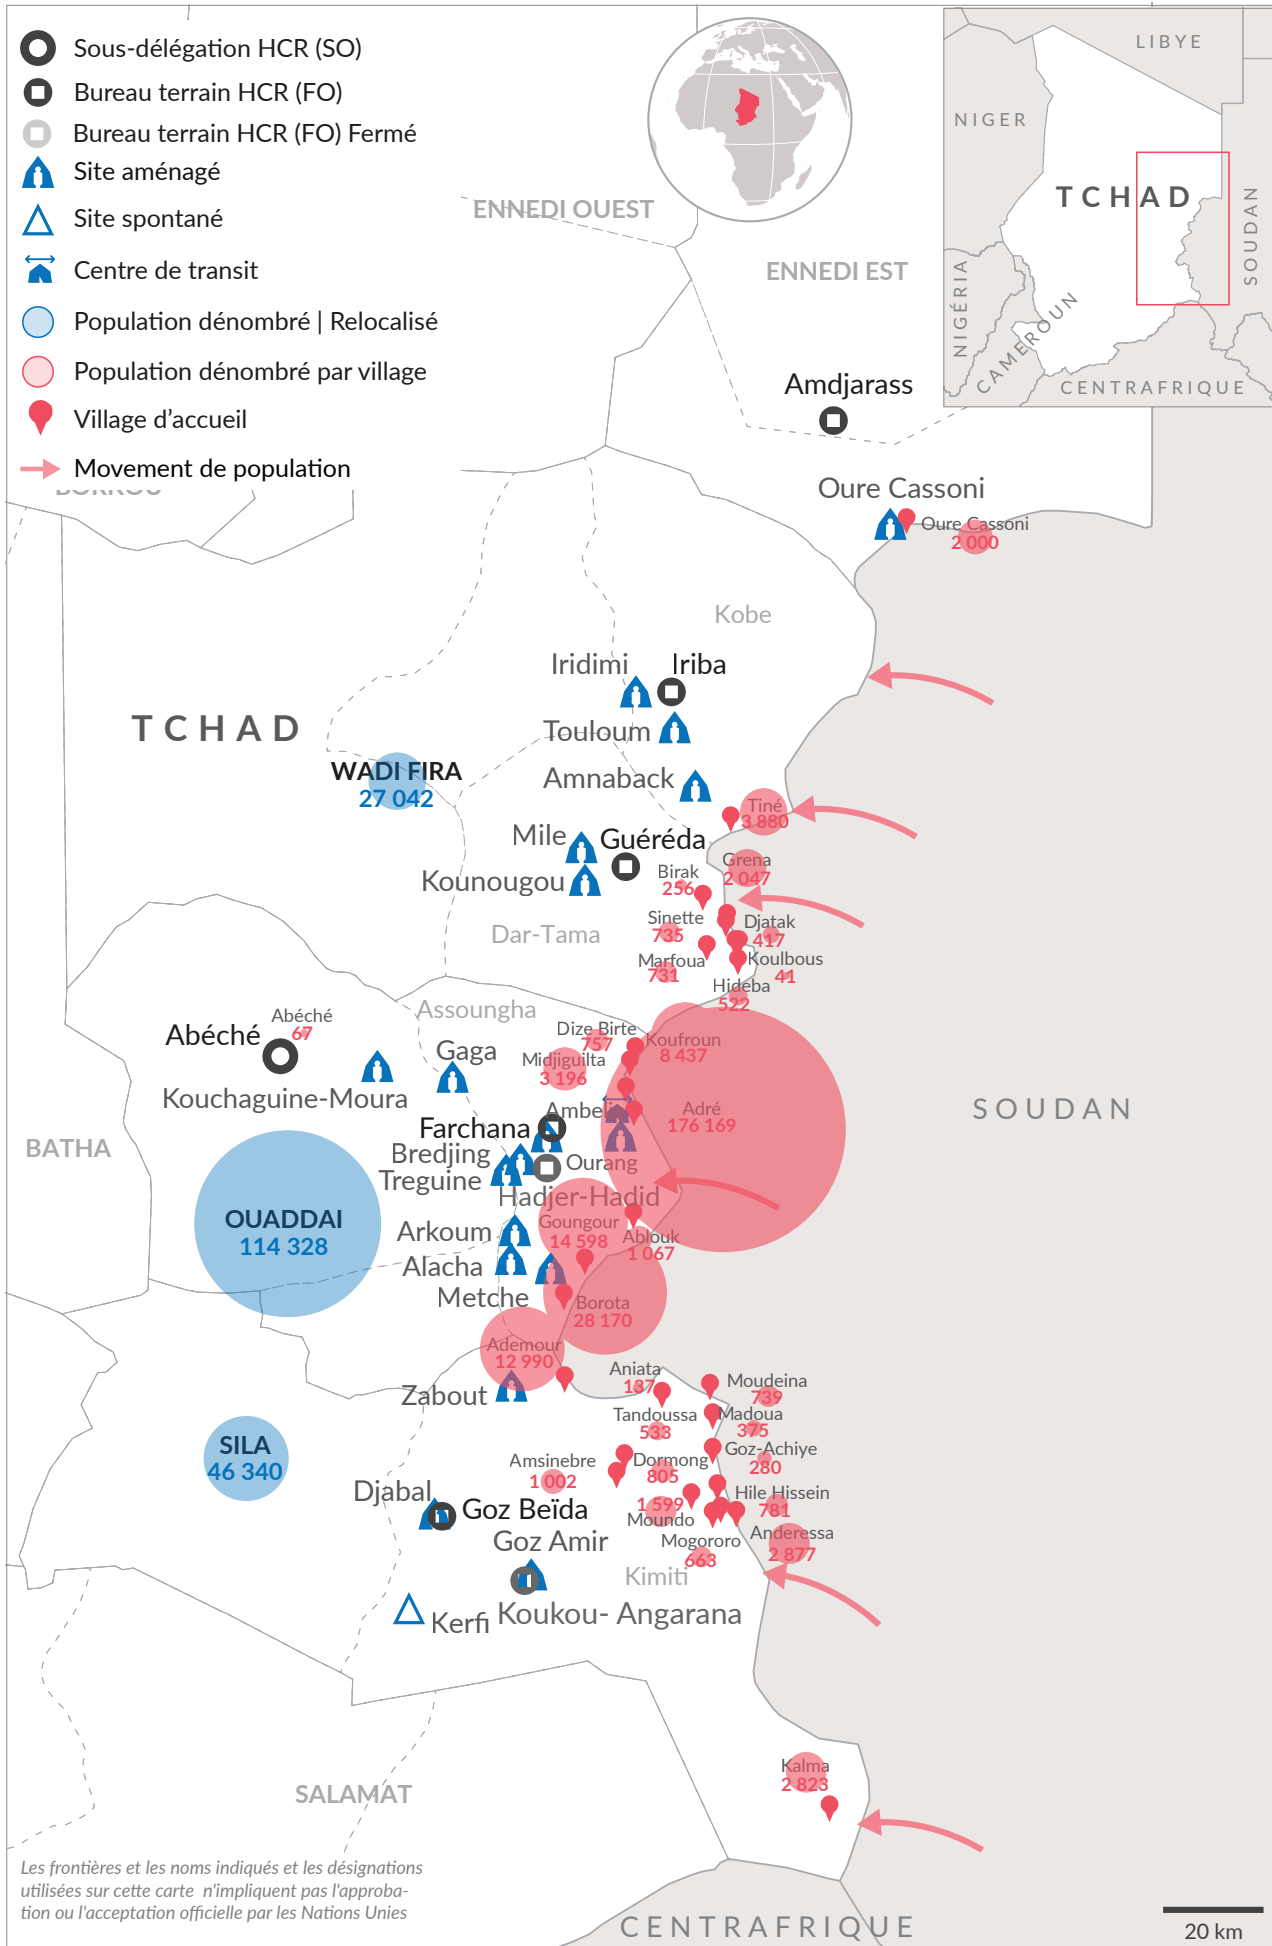 Sous-délégation HCR (SO)
Bureau terrain HCR (FO)
Bureau terrain HCR (FO) Fermé
Site aménagé
Site spontané
Centre de transit
Population dénombré | Relocalisé
Population dénombré par village
Village d'accueil
Movement de population
LIBYE
NIGER
TCHAD
SOUDAN
NIGÉRIA
CAMEROUN
CENTRAFRIQUE
ENNEDI OUEST
ENNEDI EST
Amdjarass
Oure Cassoni
Oure Cassoni
2 000
Kobe
Iridimi
Iriba
Touloum
TCHAD
WADI FIRA
27 042
Amnaback
Tiné
3 880
Mile
Guéréda
Kounougou
Grena
2 047
Birak
256
Sinette
735
Djatak
417
Dar-Tama
Marfoua
731
Koulbous
41
Hideba
522
Assoungha
Abéché
67
Abéché
Gaga
Kouchaguine-Moura
Dize Birte
757
Koufroun
8 437
Midjiguilta
3 196
Adré
176 169
SOUDAN
Farchana
BATHA
Bredjing
Treguine
Ourang
Hadjer-Hadid
OUADDAI
114 328
Arkoum
Goungour
14 598
Ablouk
1 067
Alacha
Metche
Borota
28 170
Ademour
12 990
Zabout
Aniata
137
Moudeina
739
Tandoussa
533
Madoua
375
SILA
46 340
Amsinebre
1 002
Dormong
805
Goz-Achiye
280
Djabal
Goz Beïda
1 599
Moundo
Hile Hissein
781
Goz Amir
Mogororo
663
Anderessa
2 877
Kimiti
Kerfi
Koukou- Angarana
Kalma
2 823
SALAMAT
Les frontières et les noms indiqués et les désignations
utilisées sur cette carte n'impliquent pas l'approba-
tion ou l'acceptation officielle par les Nations Unies
CENTRAFRIQUE
20 km